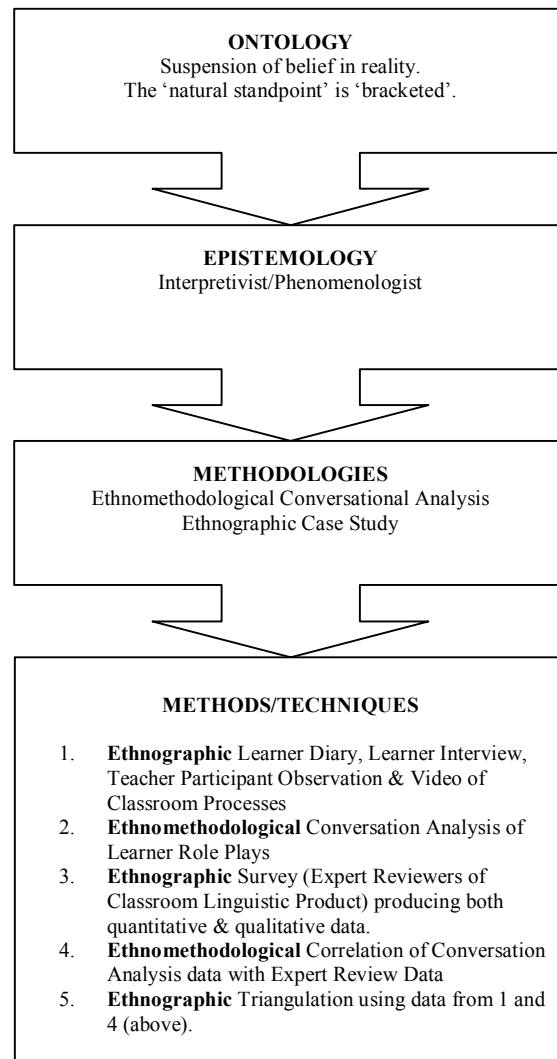 ONTOLOGY
Suspension of belief in reality.
The ‘natural standpoint’ is ‘bracketed’.
EPISTEMOLOGY
Interpretivist/Phenomenologist
METHODOLOGIES
Ethnomethodological Conversational Analysis
Ethnographic Case Study
METHODS/TECHNIQUES
1. Ethnographic Learner Diary, Learner Interview,
Teacher Participant Observation & Video of
Classroom Processes
2. Ethnomethodological Conversation Analysis of
Learner Role Plays
3. Ethnographic Survey (Expert Reviewers of
Classroom Linguistic Product) producing both
quantitative & qualitative data.
4. Ethnomethodological Correlation of Conversation
Analysis data with Expert Review Data
5. Ethnographic Triangulation using data from 1 and
4 (above).